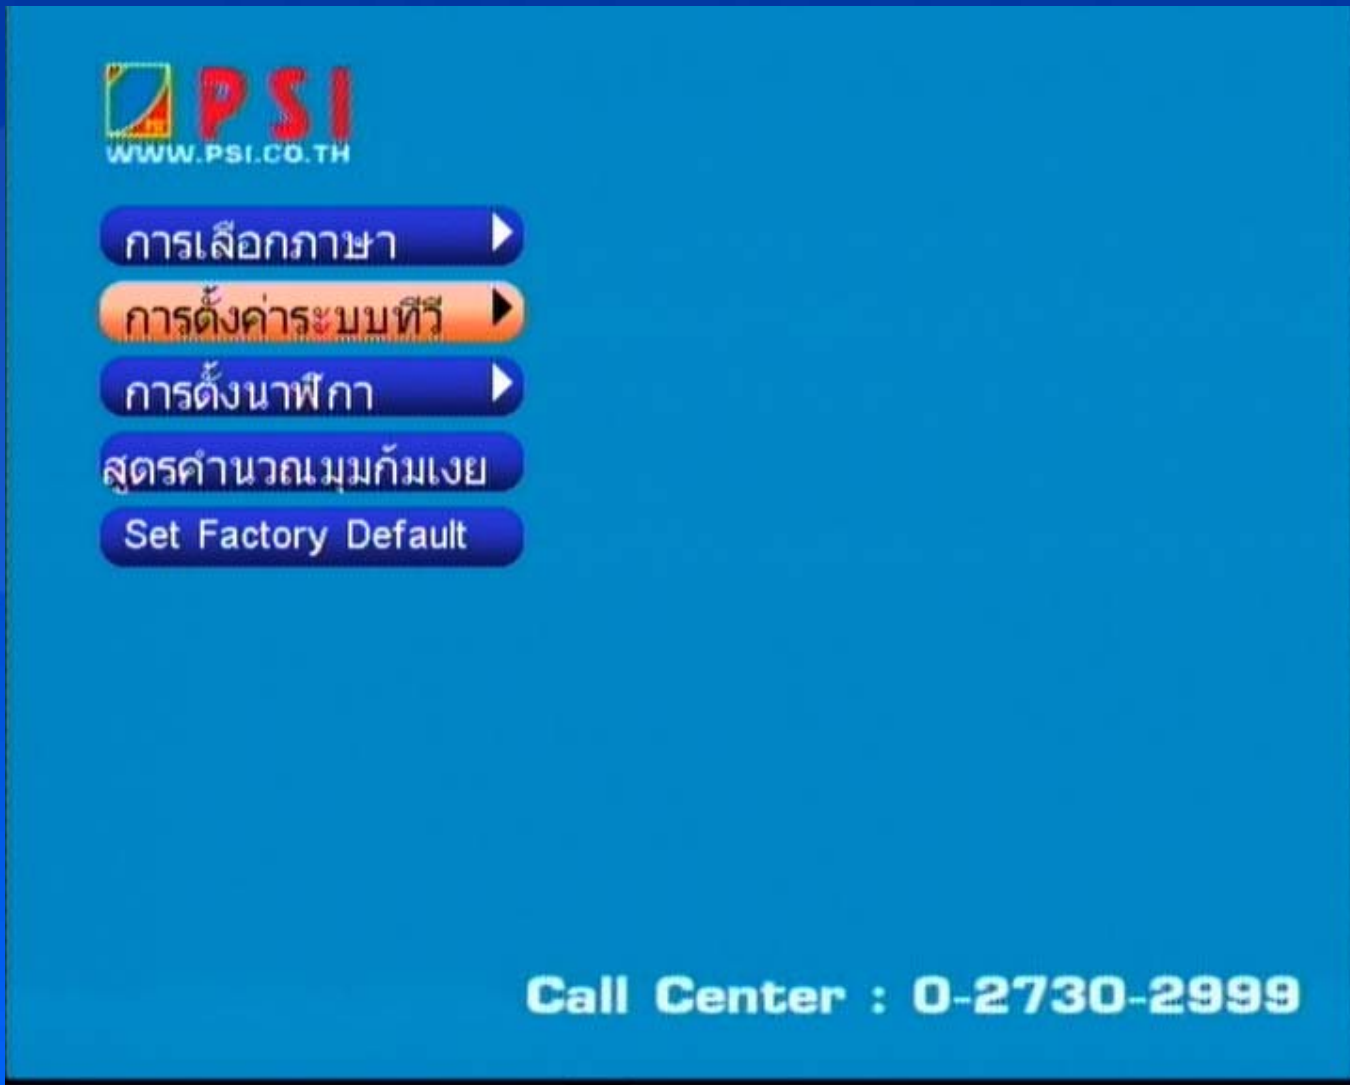 PSI
WWW.PSI.CO.TH
การเลือกภาษา
การตั้งค่าระบบทีวี
การตั้งนาฬิกา
สูตรคำนวณมุมก้มเงย
Set Factory Default
Call Center : 0-2730-2999